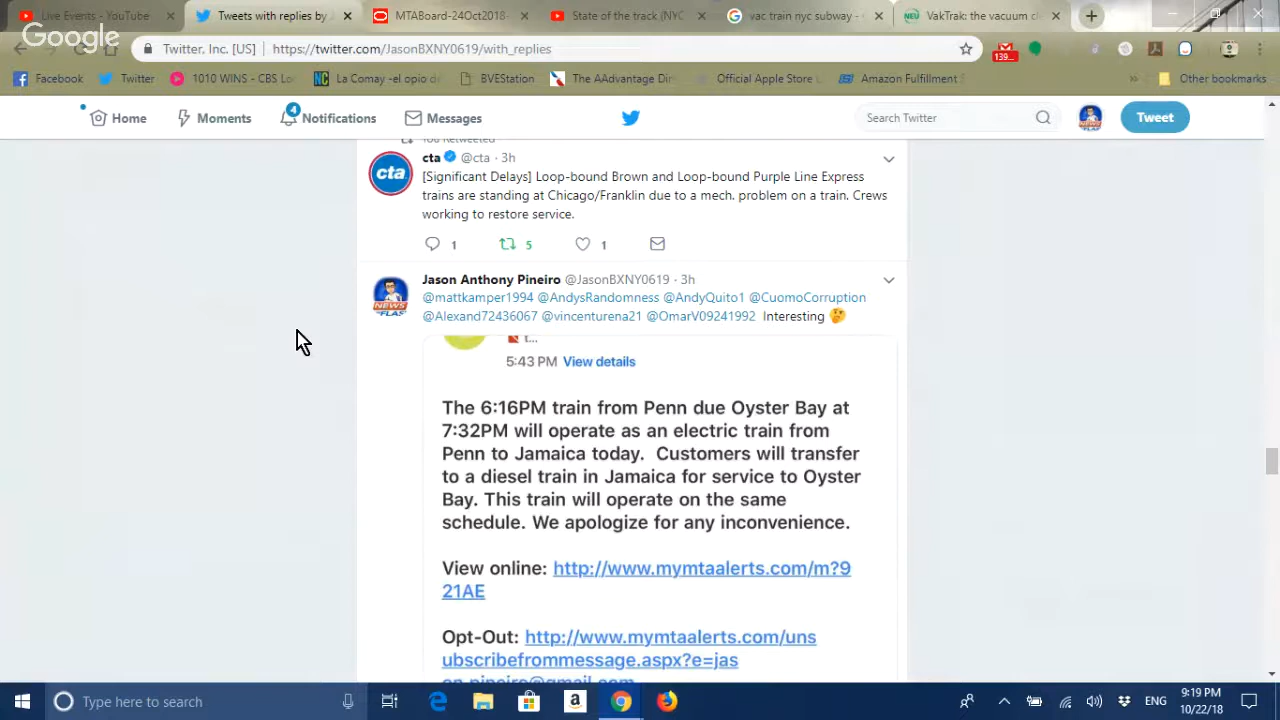 Live Events - YouTube
Tweets with replies by
MTABoard-24Oct2018-
State of the track (NYC
vac train nyc subway -
VakTrak: the vacuum cle
Google
Twitter, Inc. [US] | https://twitter.com/JasonBXNY0619/with_replies
139...
Facebook
Twitter
1010 WINS - CBS Lo
La Comay -el opio de
BVEStation
The AAdvantage Di
Official Apple Store
Amazon Fulfillment
»
Other bookmarks
Home
Moments
4
Notifications
Messages
Search Twitter
Tweet
cta @cta · 3h
cta
[Significant Delays] Loop-bound Brown and Loop-bound Purple Line Express
trains are standing at Chicago/Franklin due to a mech. problem on a train. Crews
working to restore service.
1 5 1
Jason Anthony Pineiro @JasonBXNY0619 · 3h
@mattkamper1994 @AndysRandomness @AndyQuito1 @CuomoCorruption
@Alexand72436067 @vincenturena21 @OmarV09241992 Interesting 🤔
NEWS
FLAS
t...
5:43 PM View details
The 6:16PM train from Penn due Oyster Bay at
7:32PM will operate as an electric train from
Penn to Jamaica today. Customers will transfer
to a diesel train in Jamaica for service to Oyster
Bay. This train will operate on the same
schedule. We apologize for any inconvenience.
View online: http://www.mymtaalerts.com/m?9
21AE
Opt-Out: http://www.mymtaalerts.com/uns
ubscribefrommessage.aspx?e=jas
on.pineiro@gmail.com
Type here to search
ENG
9:19 PM
10/22/18